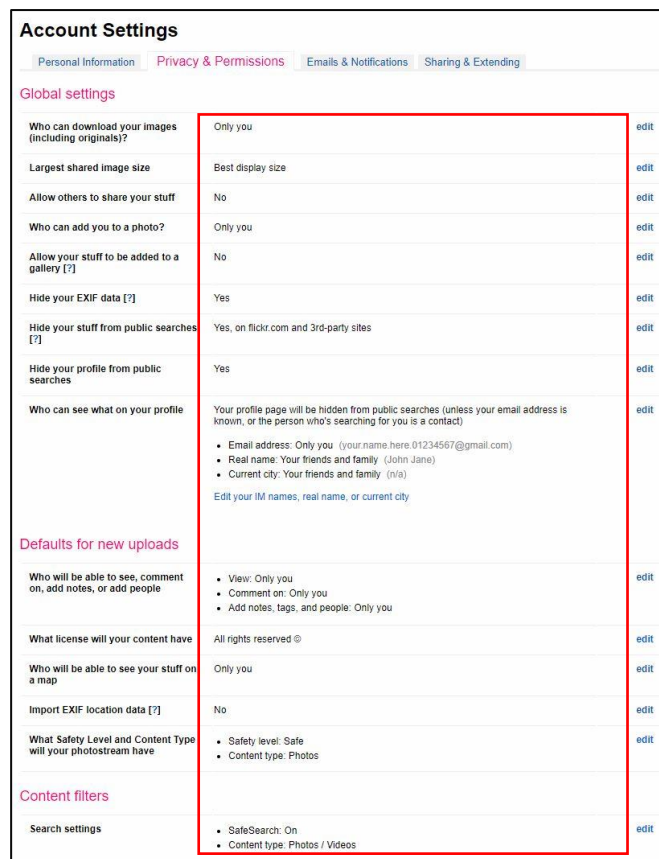 Account Settings
Personal Information Privacy & Permissions Emails & Notifications Sharing & Extending
Global settings
Who can download your images
(including originals)?
Only you
edit
Largest shared image size
Best display size
edit
Allow others to share your stuff
No
edit
Who can add you to a photo?
Only you
edit
Allow your stuff to be added to a
gallery [?]
No
edit
Hide your EXIF data [?]
Yes
edit
Hide your stuff from public searches
[?]
Yes, on flickr.com and 3rd-party sites
edit
Hide your profile from public
searches
Yes
edit
Who can see what on your profile
Your profile page will be hidden from public searches (unless your email address is
known, or the person who's searching for you is a contact)
• Email address: Only you (your.name.here.01234567@gmail.com)
• Real name: Your friends and family (John Jane)
• Current city: Your friends and family (n/a)
Edit your IM names, real name, or current city
edit
Defaults for new uploads
Who will be able to see, comment
on, add notes, or add people
• View: Only you
• Comment on: Only you
• Add notes, tags, and people: Only you
edit
What license will your content have
All rights reserved ©
edit
Who will be able to see your stuff on
a map
Only you
edit
Import EXIF location data [?]
No
edit
What Safety Level and Content Type
will your photostream have
• Safety level: Safe
• Content type: Photos
edit
Content filters
Search settings
• SafeSearch: On
• Content type: Photos / Videos
edit